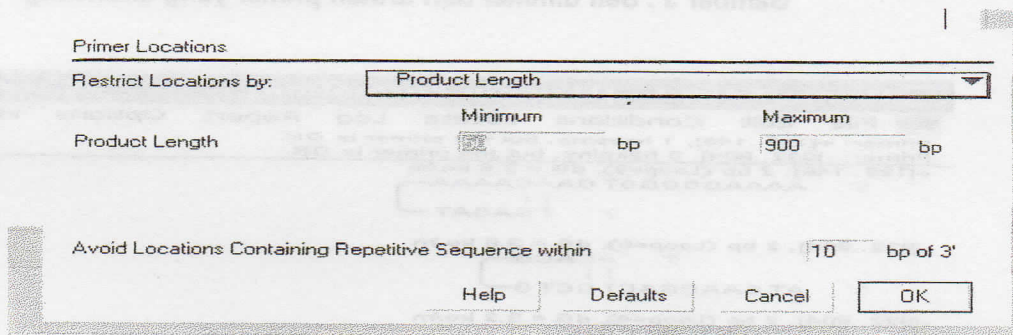 Primer Locations
Restrict Locations by: Product Length
Minimum Maximum
Product Length bp 900 bp
Avoid Locations Containing Repetitive Sequence within 10 bp of 3'
Help Defaults Cancel OK